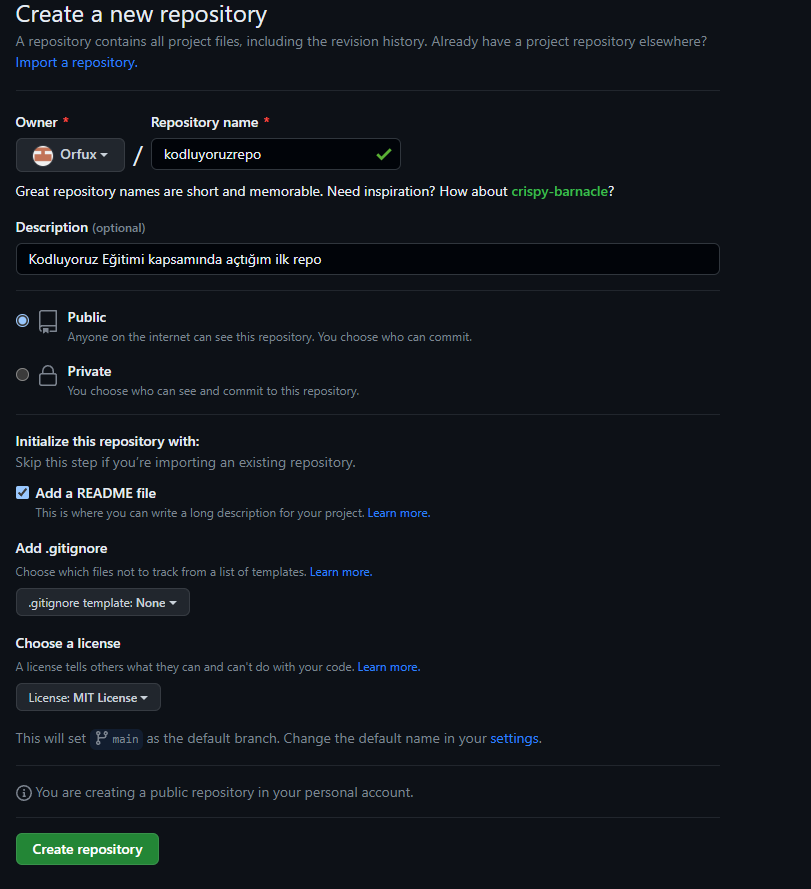 Create a new repository
A repository contains all project files, including the revision history. Already have a project repository elsewhere?
Import a repository.
Owner * Repository name *
Orfux / kodluyoruzrepo
Great repository names are short and memorable. Need inspiration? How about crispy-barnacle?
Description (optional)
Kodluyoruz Eğitimi kapsamında açtığım ilk repo
Public
Anyone on the internet can see this repository. You choose who can commit.
Private
You choose who can see and commit to this repository.
Initialize this repository with:
Skip this step if you're importing an existing repository.
Add a README file
This is where you can write a long description for your project. Learn more.
Add .gitignore
Choose which files not to track from a list of templates. Learn more.
.gitignore template: None
Choose a license
A license tells others what they can and can't do with your code. Learn more.
License: MIT License
This will set main as the default branch. Change the default name in your settings.
You are creating a public repository in your personal account.
Create repository